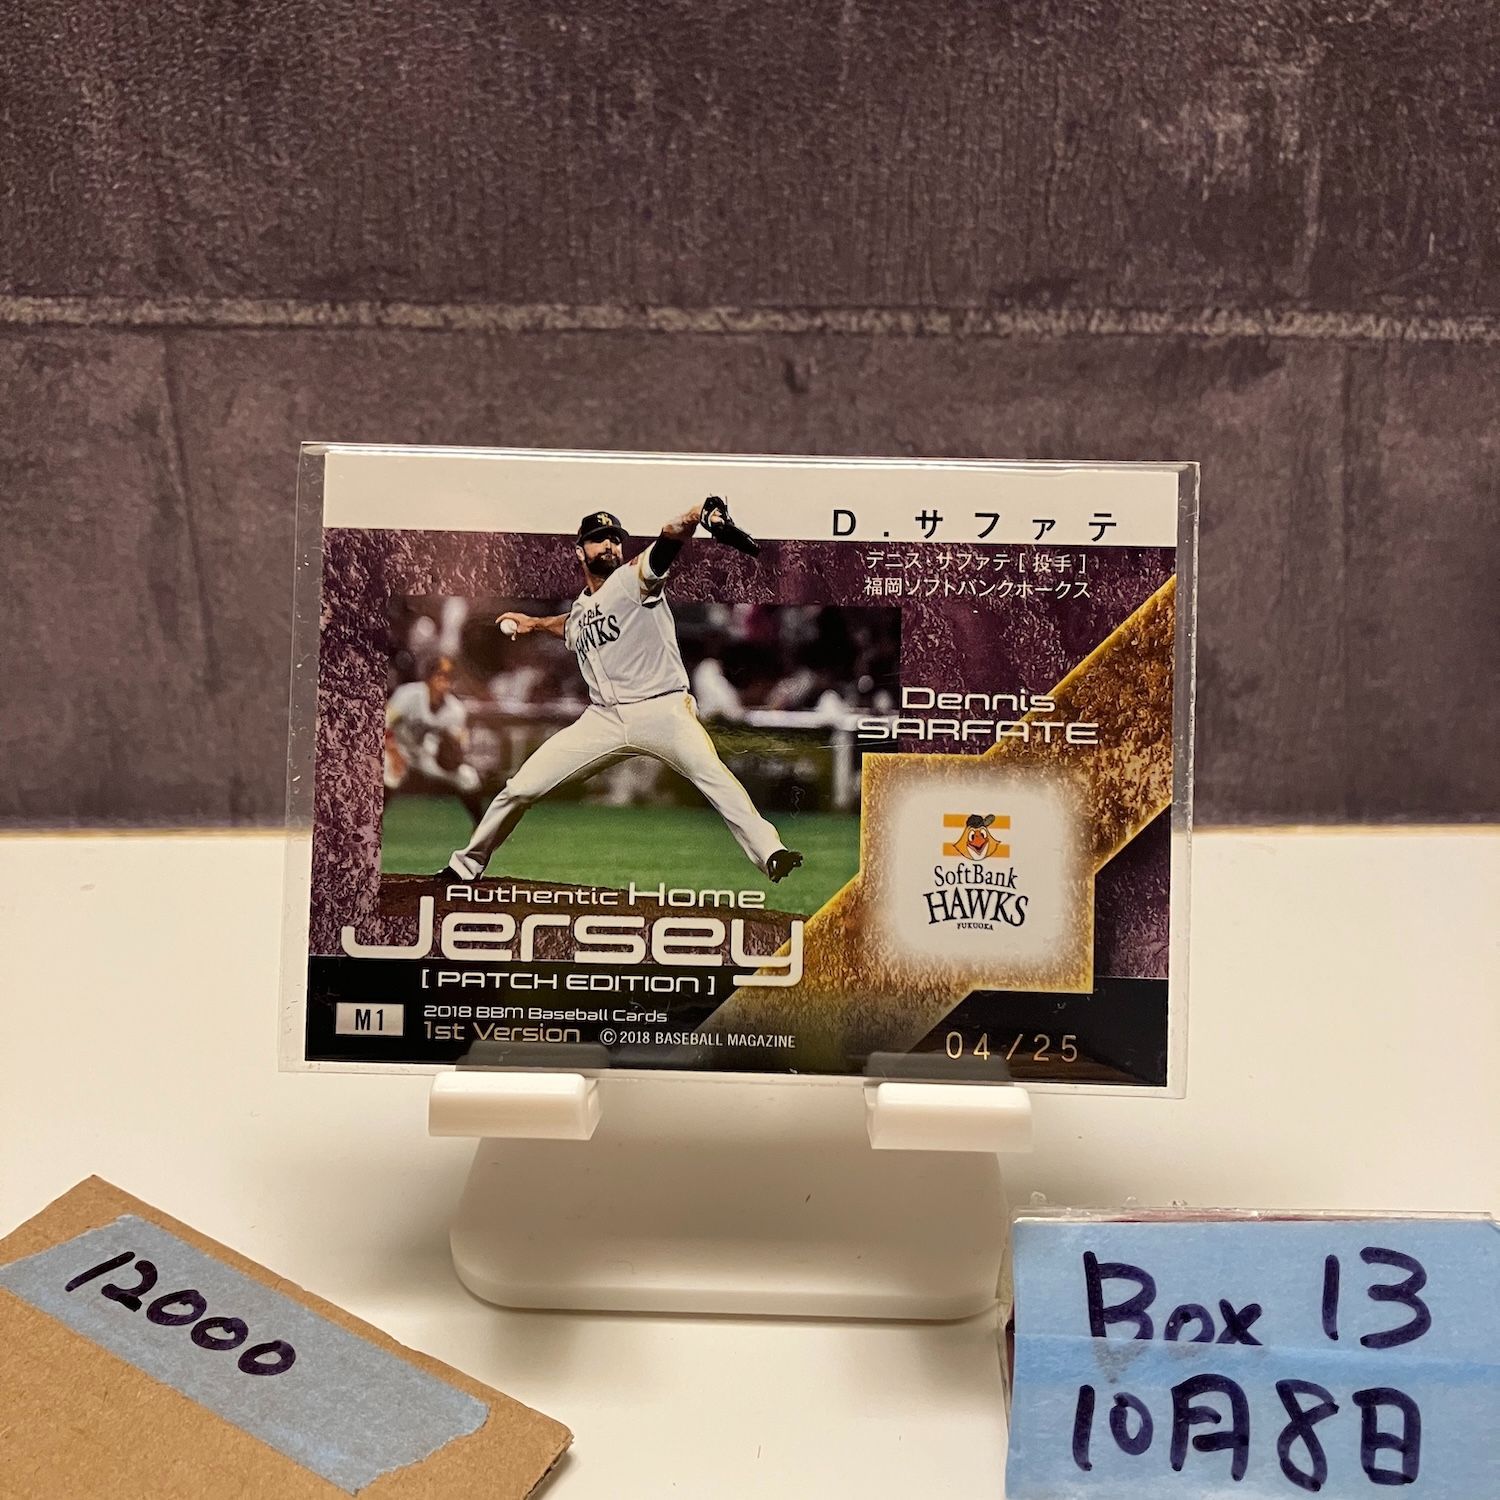 D.サファテ
デニス・サファテ [投手]
福岡ソフトバンクホークス
HAWKS
Dennis
SARFATE
SoftBank
HAWKS
FUKUOKA
Authentic Home
Jersey
[PATCH EDITION]
M1
2018 BBM Baseball Cards
1st Version © 2018 BASEBALL MAGAZINE
04/25
12000
Box 13
10月8日